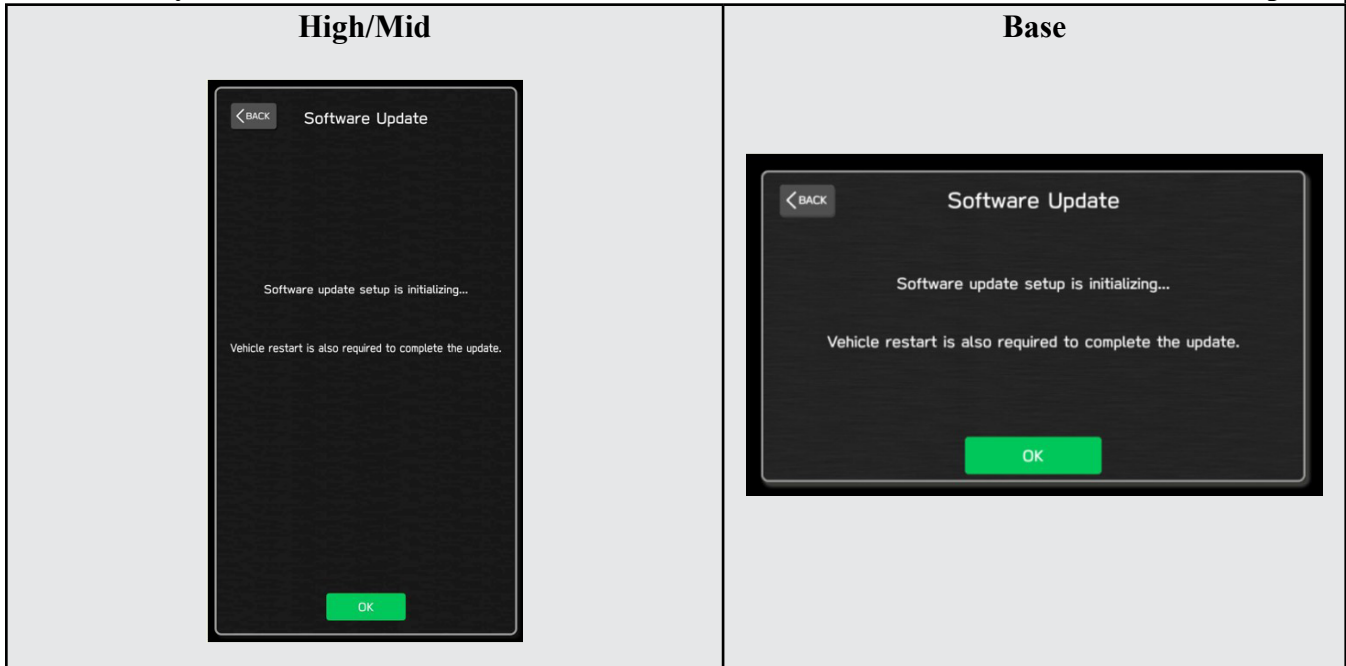 High/Mid
Base
BACK
Software Update
Software update setup is initializing...
Vehicle restart is also required to complete the update.
OK
BACK
Software Update
Software update setup is initializing...
Vehicle restart is also required to complete the update.
OK